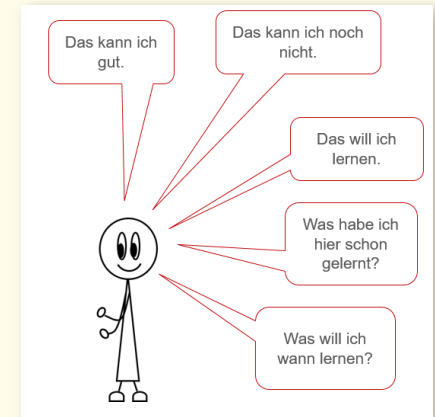 Das kann ich
gut.
Das kann ich noch
nicht.
Das will ich
lernen.
Was habe ich
hier schon
gelernt?
Was will ich
wann lernen?